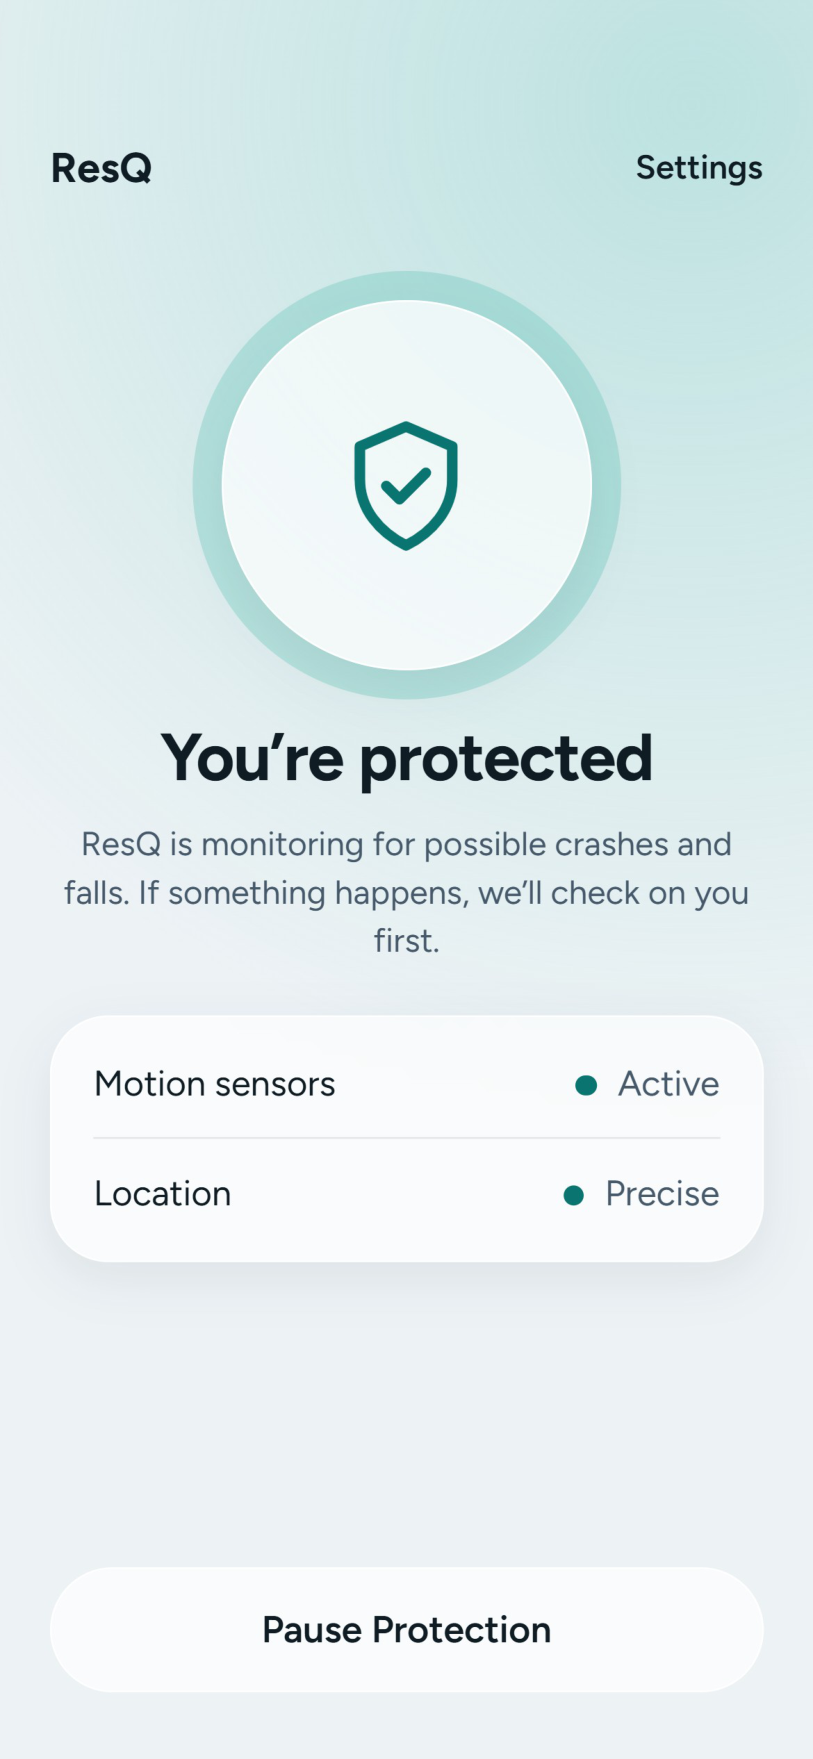 ResQ
Settings
You’re protected
ResQ is monitoring for possible crashes and
falls. If something happens, we’ll check on you
first.
Motion sensors
Active
Location
Precise
Pause Protection